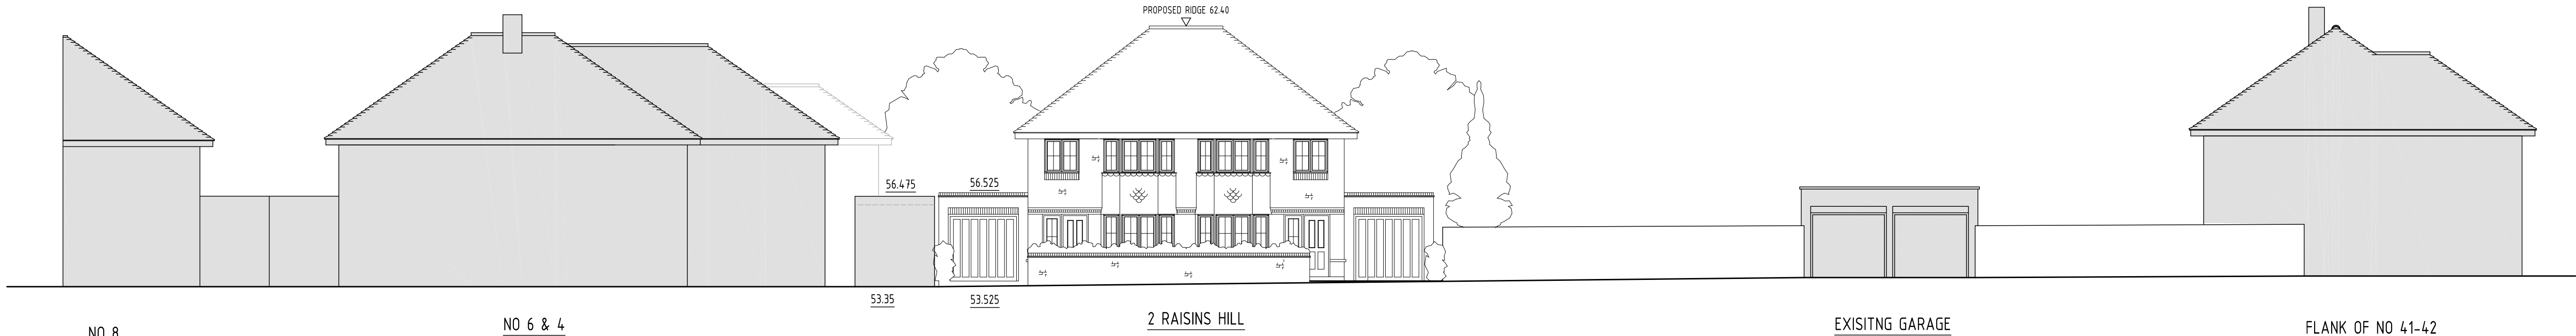 PROPOSED RIDGE 62.40
56.475
56.525
53.35
53.525
NO 8
NO 6 & 4
2 RAISINS HILL
EXISITNG GARAGE
FLANK OF NO 41-42